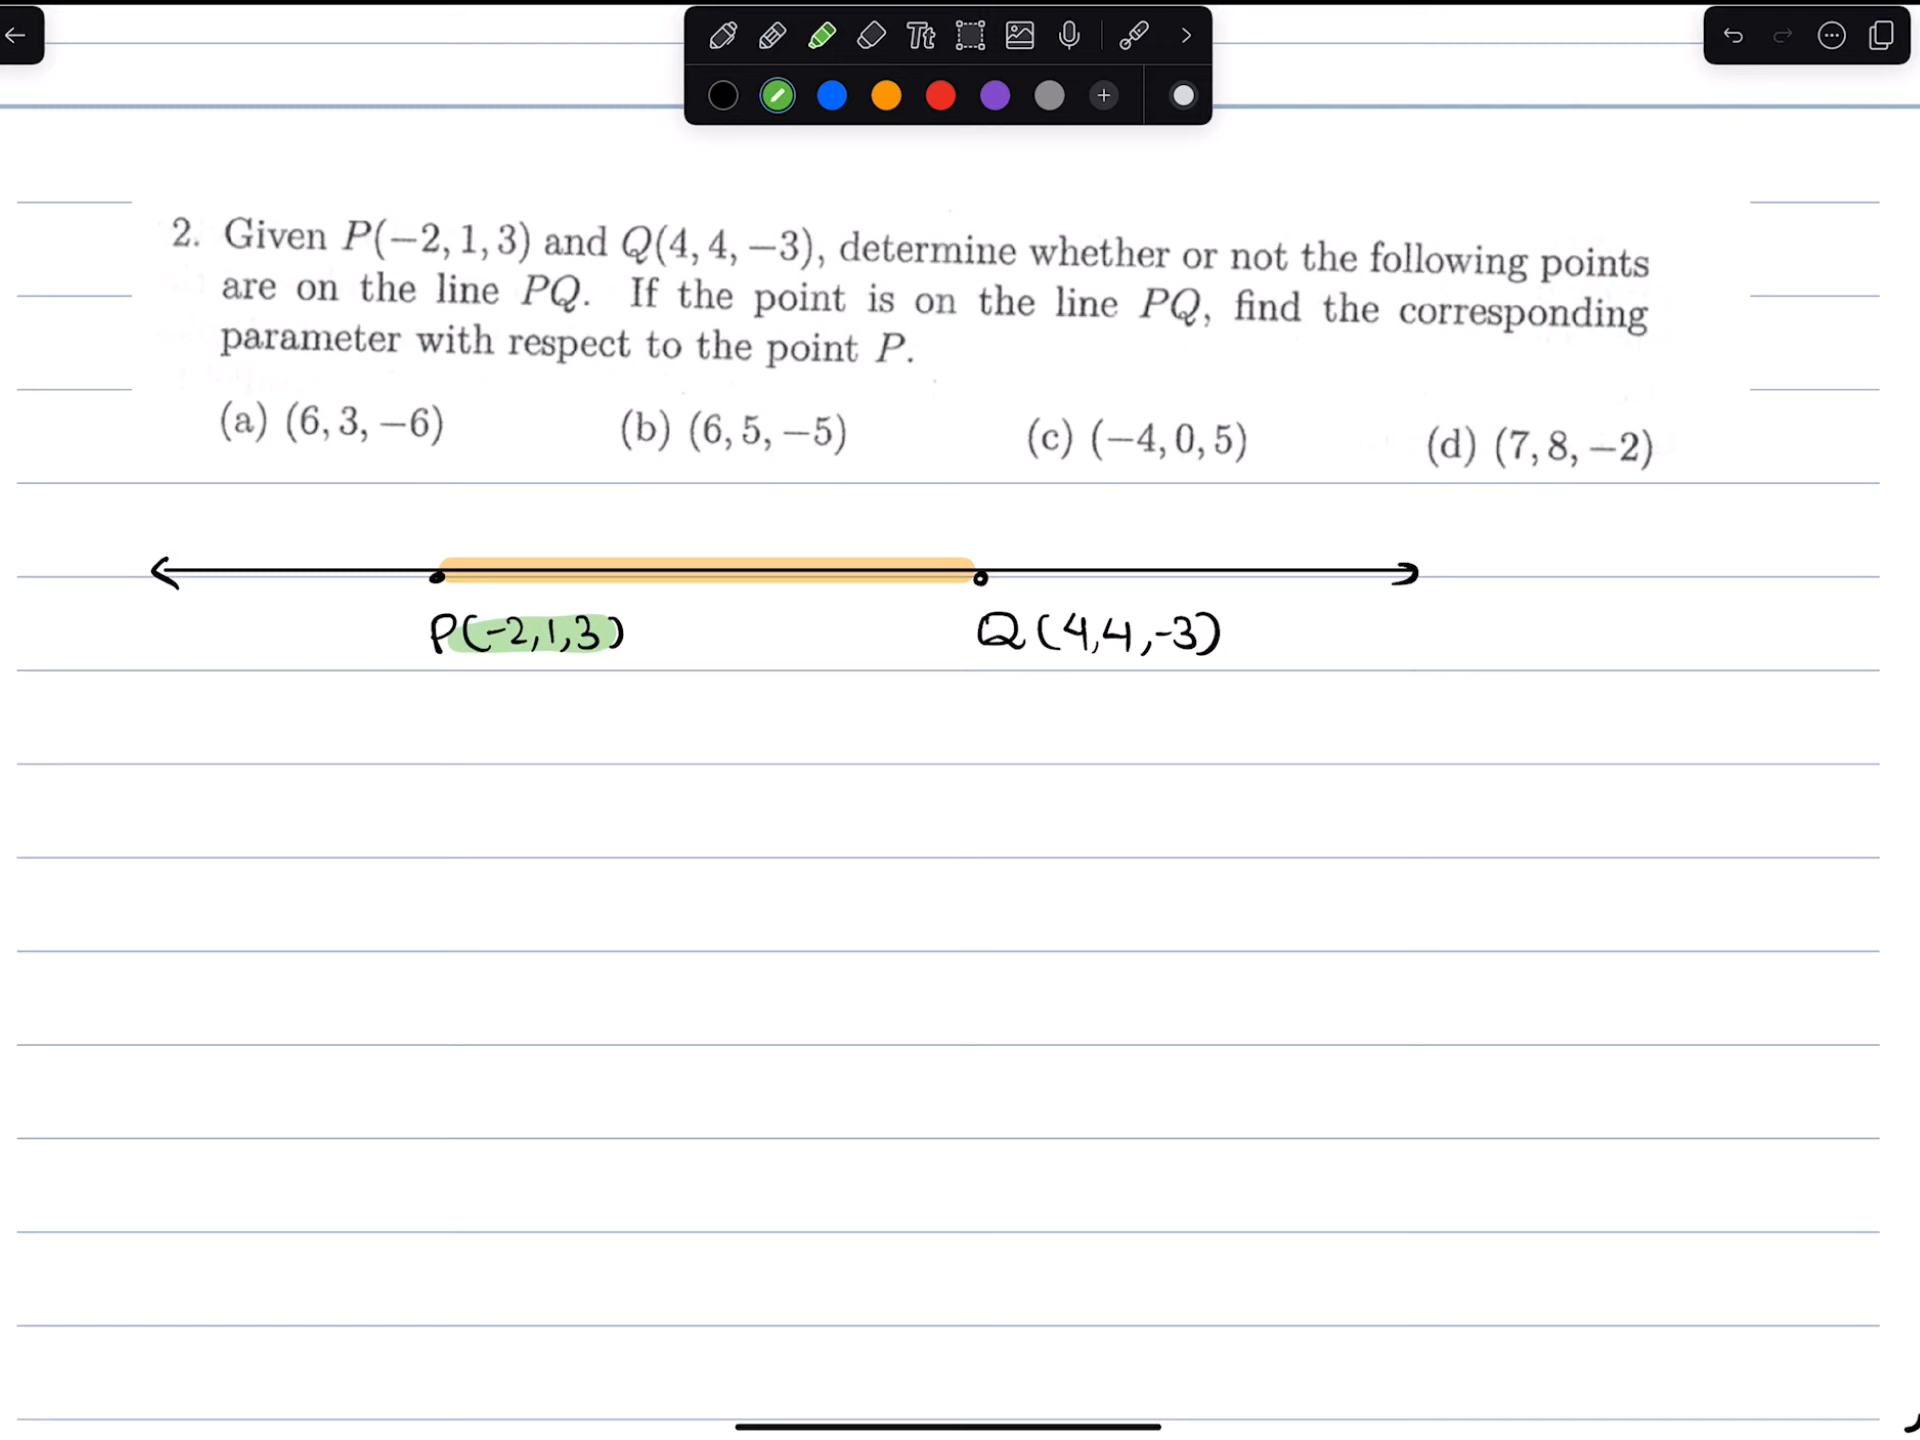 Tt
2. Given P(−2, 1, 3) and Q(4, 4, −3), determine whether or not the following points
are on the line PQ. If the point is on the line PQ, find the corresponding
parameter with respect to the point P.
(a) (6, 3, −6) (b) (6, 5, −5) (c) (−4, 0, 5) (d) (7, 8, −2)
P(-2,1,3) Q(4,4,-3)